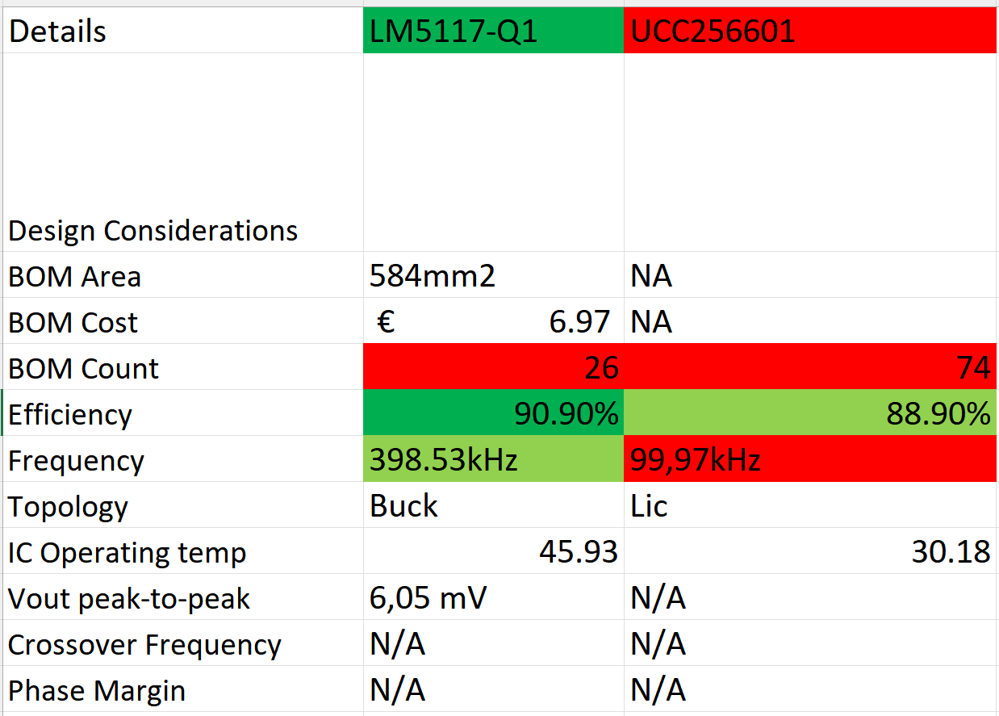 Details LM5117-Q1 UCC256601
Design Considerations
BOM Area 584mm2 NA
BOM Cost € 6.97 NA
BOM Count 26 74
Efficiency 90.90% 88.90%
Frequency 398.53kHz 99,97kHz
Topology Buck Lic
IC Operating temp 45.93 30.18
Vout peak-to-peak 6,05 mV N/A
Crossover Frequency N/A N/A
Phase Margin N/A N/A